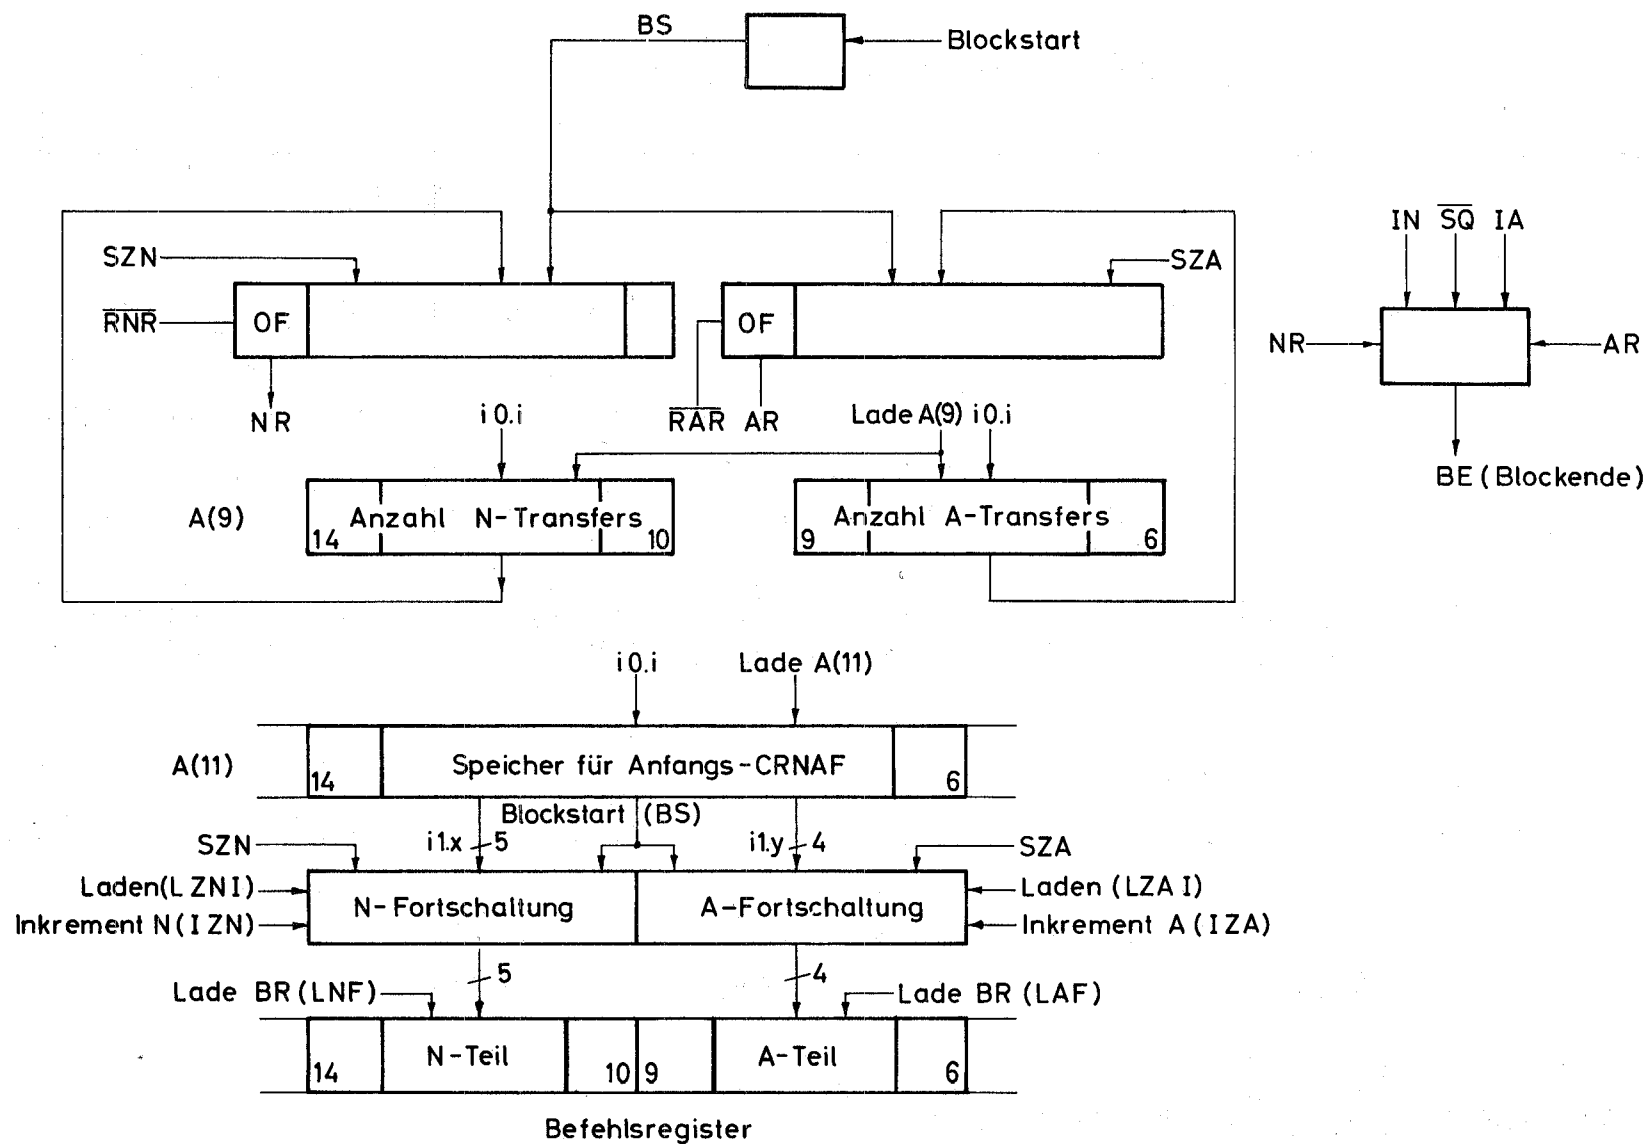 BS
Blockstart
IN S̅Q̅ IA
SZN
SZA
R̅N̅R̅
OF
OF
NR
AR
NR
R̅A̅R̅ AR
i0.i
Lade A(9) i0.i
BE (Blockende)
A(9)
Anzahl N-Transfers
14
10
Anzahl A-Transfers
9
6
i0.i
Lade A(11)
A(11)
Speicher für Anfangs-CRNAF
14
6
Blockstart (BS)
SZN
i1.x
5
i1.y
4
SZA
Laden(LZNI)
Laden (LZAI)
N-Fortschaltung
A-Fortschaltung
Inkrement N(IZN)
Inkrement A (IZA)
5
4
Lade BR (LNF)
Lade BR (LAF)
N-Teil
A-Teil
14
10
9
6
Befehlsregister